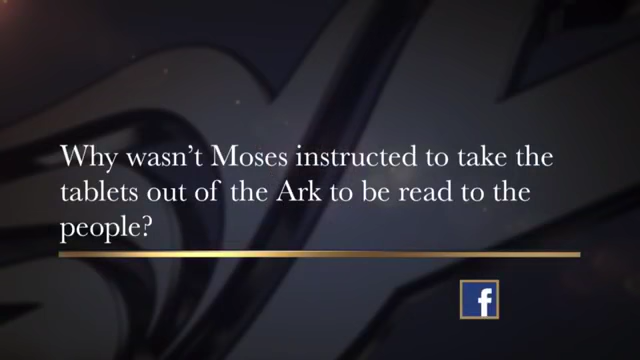 Why wasn't Moses instructed to take the
tablets out of the Ark to be read to the
people?
f